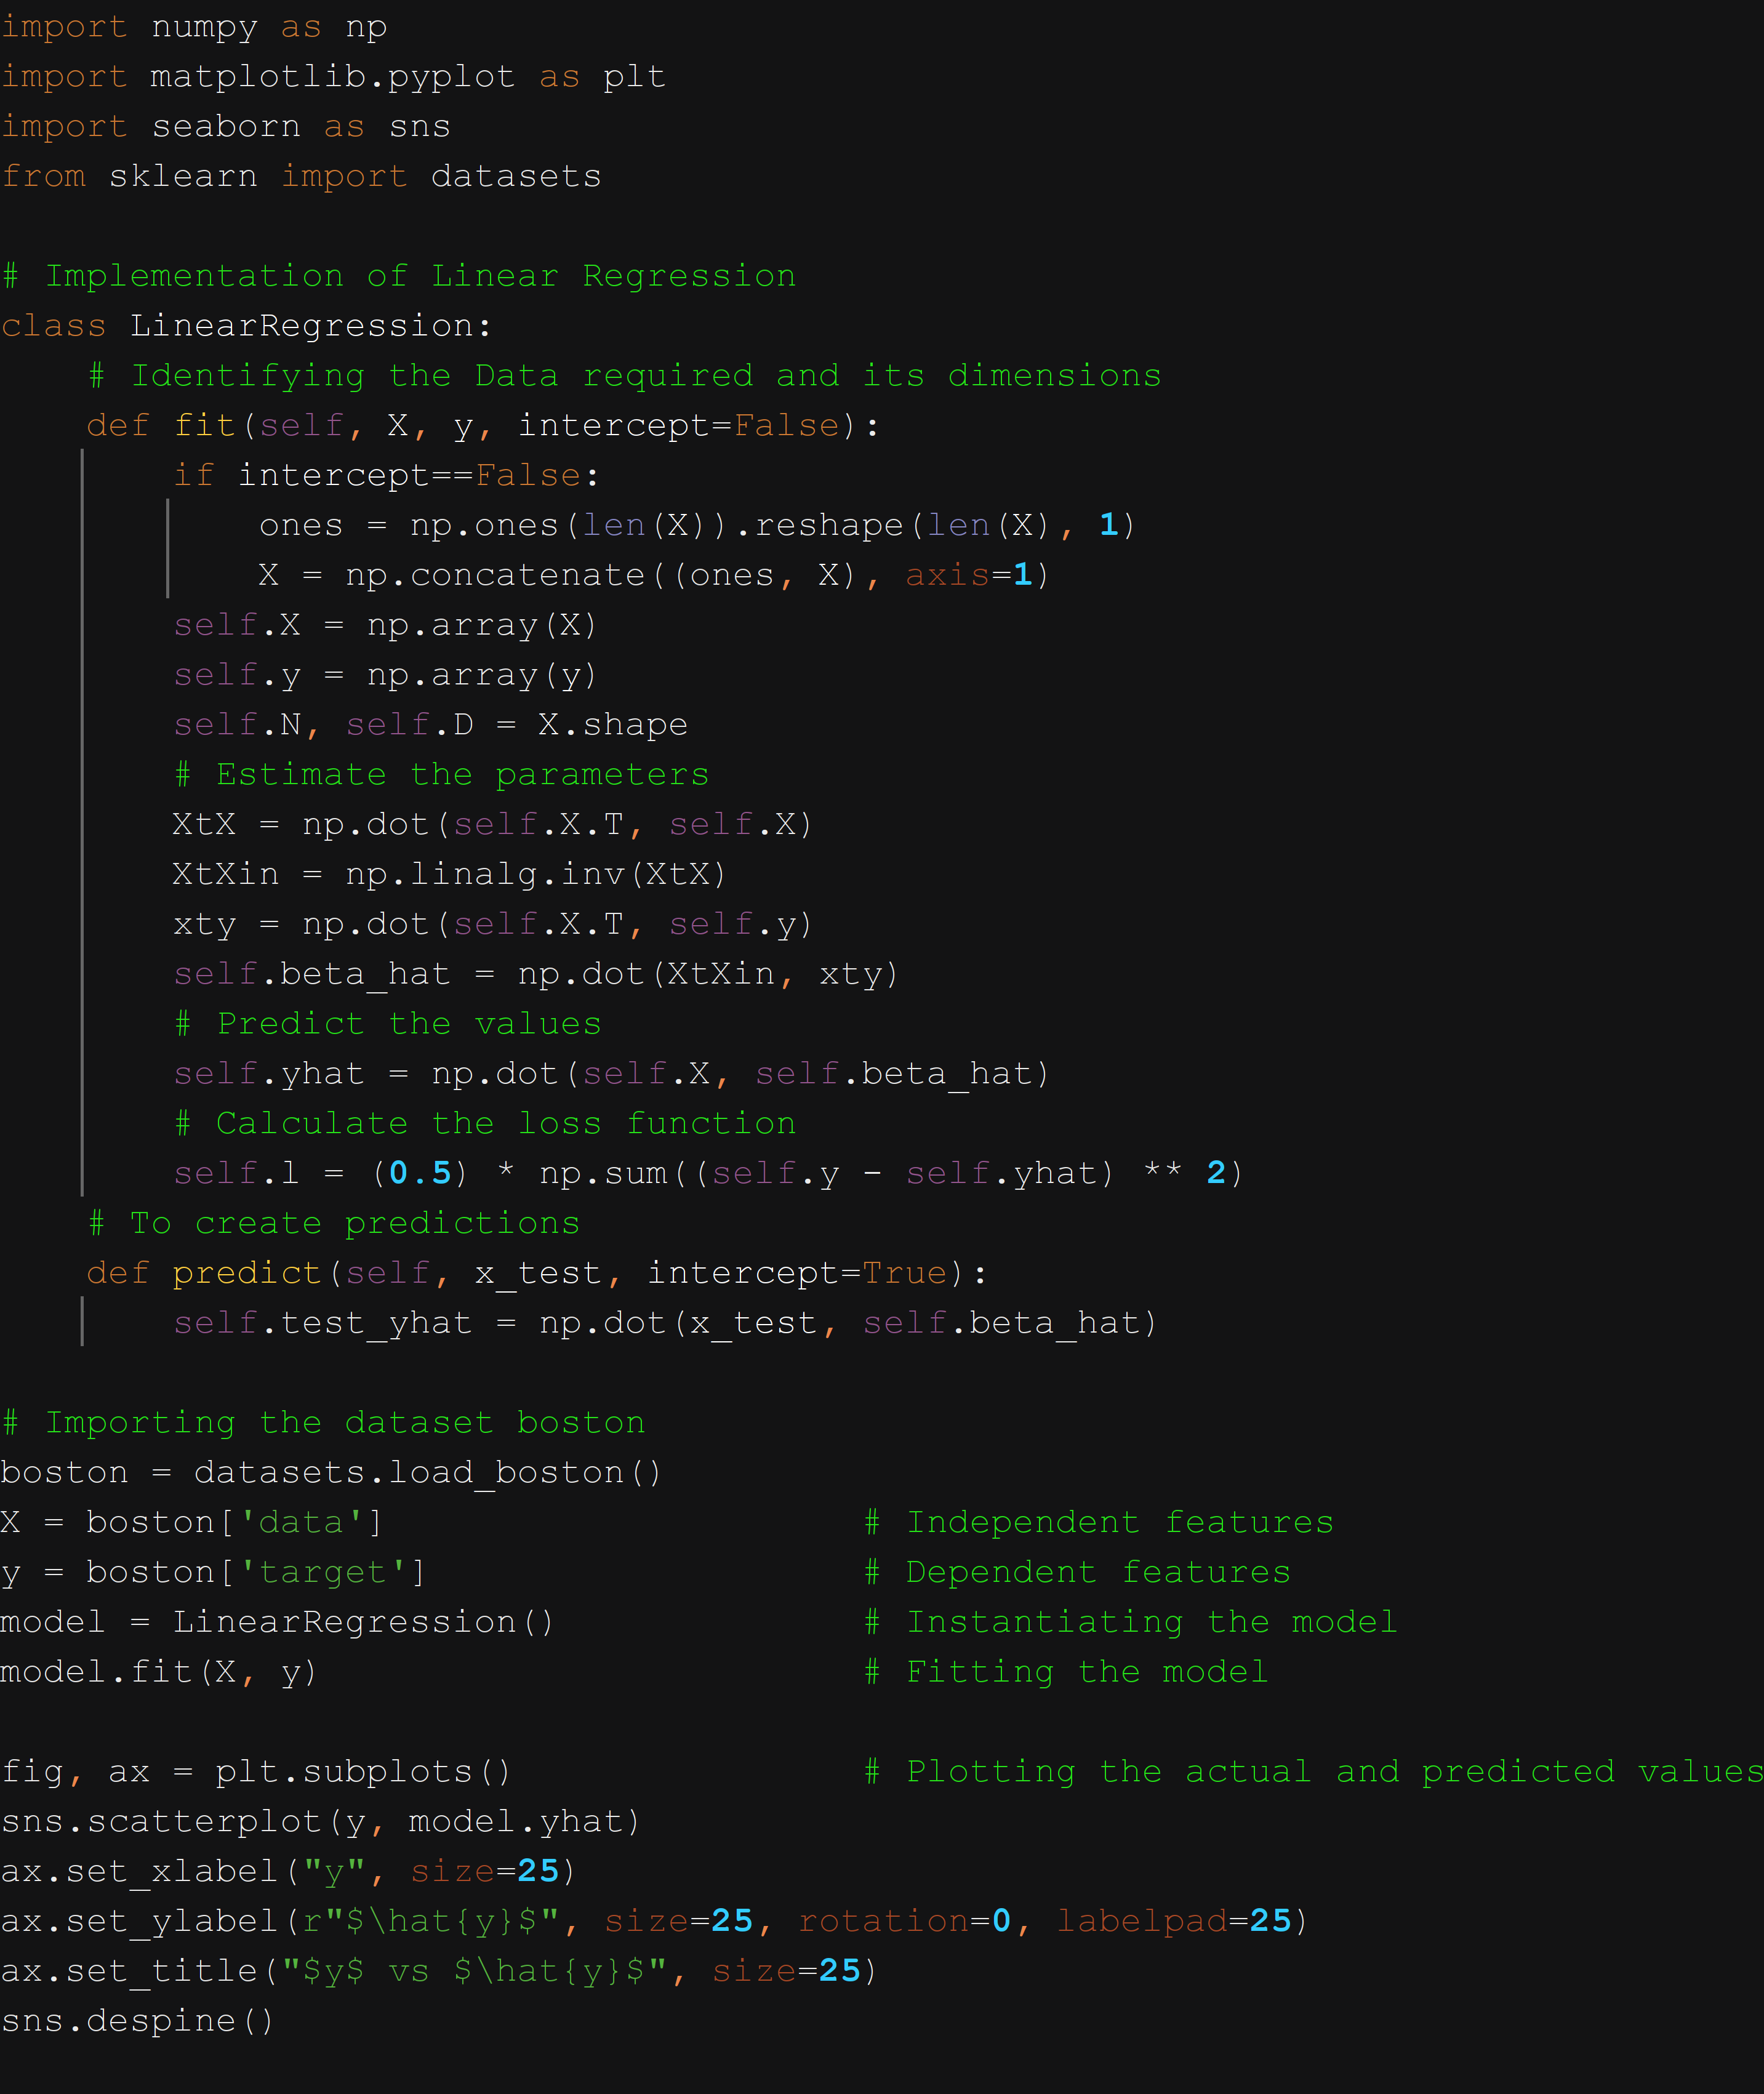 import numpy as np
import matplotlib.pyplot as plt
import seaborn as sns
from sklearn import datasets

# Implementation of Linear Regression
class LinearRegression:
    # Identifying the Data required and its dimensions
    def fit(self, X, y, intercept=False):
        if intercept==False:
            ones = np.ones(len(X)).reshape(len(X), 1)
            X = np.concatenate((ones, X), axis=1)
        self.X = np.array(X)
        self.y = np.array(y)
        self.N, self.D = X.shape
        # Estimate the parameters
        XtX = np.dot(self.X.T, self.X)
        XtXin = np.linalg.inv(XtX)
        xty = np.dot(self.X.T, self.y)
        self.beta_hat = np.dot(XtXin, xty)
        # Predict the values
        self.yhat = np.dot(self.X, self.beta_hat)
        # Calculate the loss function
        self.l = (0.5) * np.sum((self.y - self.yhat) ** 2)
    # To create predictions
    def predict(self, x_test, intercept=True):
        self.test_yhat = np.dot(x_test, self.beta_hat)

# Importing the dataset boston
boston = datasets.load_boston()
X = boston['data']                      # Independent features
y = boston['target']                    # Dependent features
model = LinearRegression()              # Instantiating the model
model.fit(X, y)                         # Fitting the model

fig, ax = plt.subplots()                # Plotting the actual and predicted values
sns.scatterplot(y, model.yhat)
ax.set_xlabel("y", size=25)
ax.set_ylabel(r"$\hat{y}$", size=25, rotation=0, labelpad=25)
ax.set_title("$y$ vs $\hat{y}$", size=25)
sns.despine()